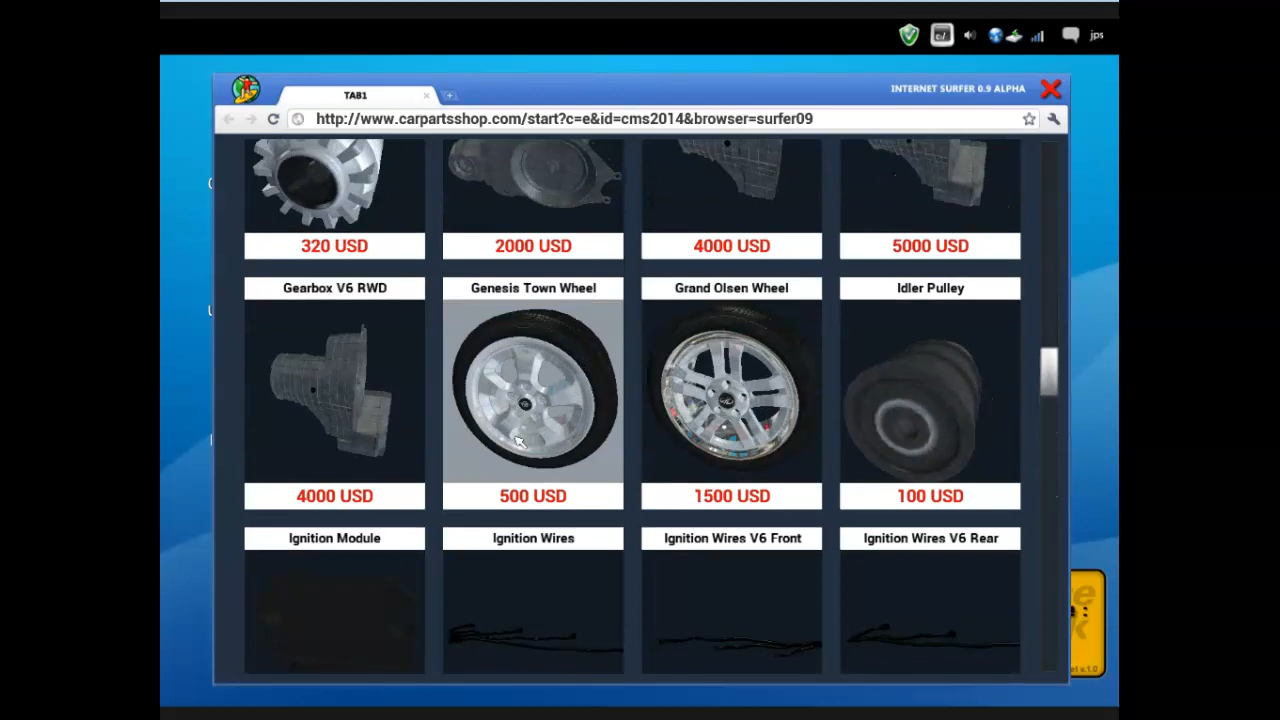 jps
TAB1
INTERNET SURFER 0.9 ALPHA
http://www.carpartsshop.com/start?c=e&id=cms2014&browser=surfer09
320 USD
2000 USD
4000 USD
5000 USD
Gearbox V6 RWD
Genesis Town Wheel
Grand Olsen Wheel
Idler Pulley
4000 USD
500 USD
1500 USD
100 USD
Ignition Module
Ignition Wires
Ignition Wires V6 Front
Ignition Wires V6 Rear